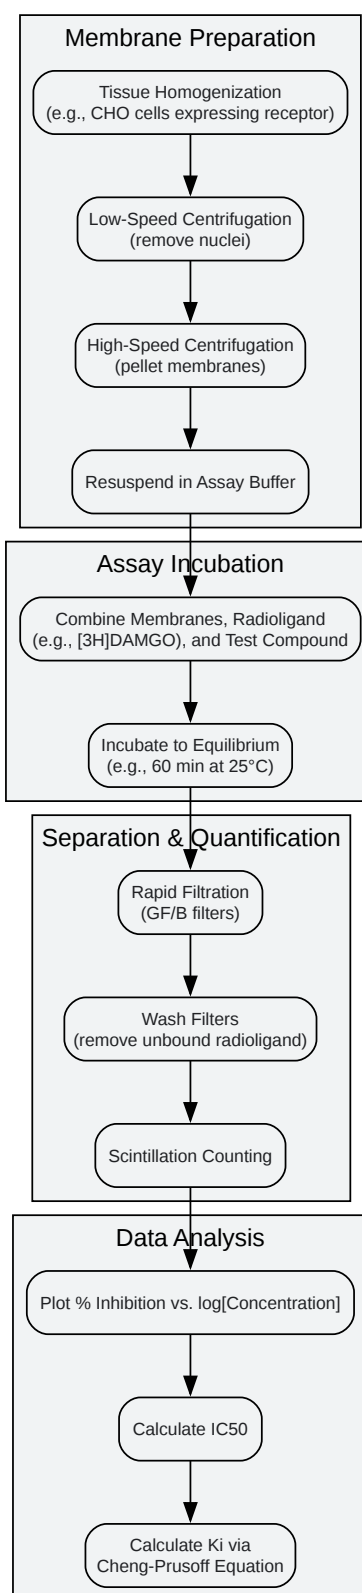 Membrane Preparation
Tissue Homogenization
(e.g., CHO cells expressing receptor)
Low-Speed Centrifugation
(remove nuclei)
High-Speed Centrifugation
(pellet membranes)
Resuspend in Assay Buffer
Assay Incubation
Combine Membranes, Radioligand
(e.g., [3H]DAMGO), and Test Compound
Incubate to Equilibrium
(e.g., 60 min at 25°C)
Separation & Quantification
Rapid Filtration
(GF/B filters)
Wash Filters
(remove unbound radioligand)
Scintillation Counting
Data Analysis
Plot % Inhibition vs. log[Concentration]
Calculate IC50
Calculate Ki via
Cheng-Prusoff Equation